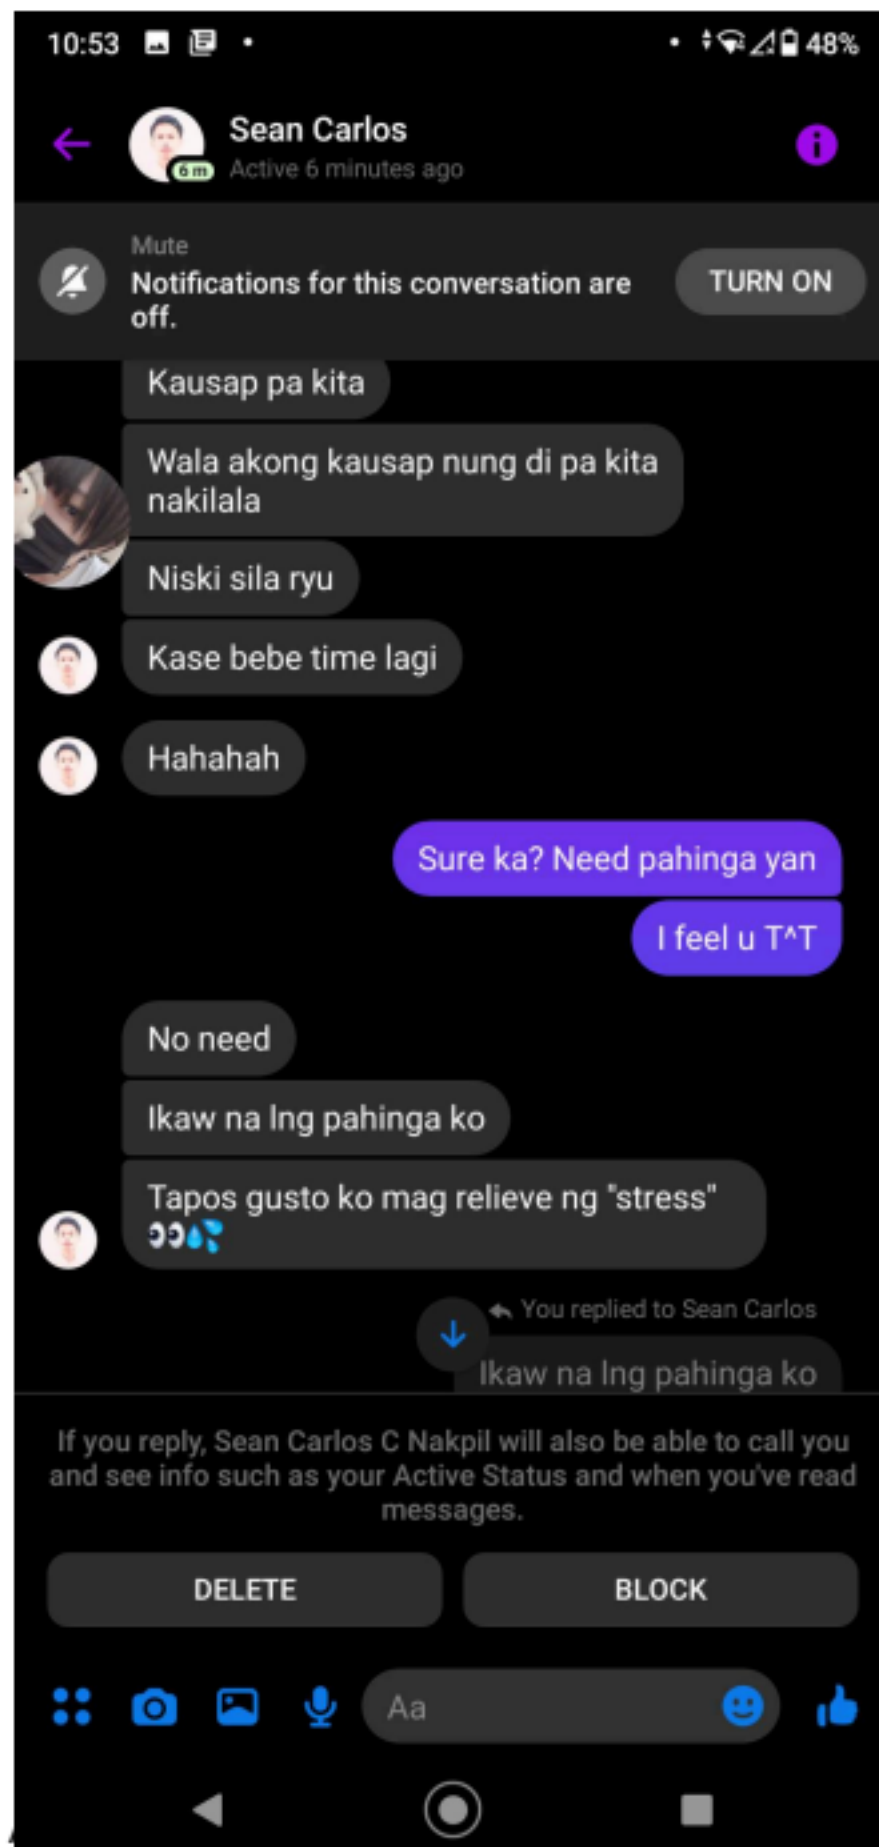 10:53
48%
Sean Carlos
6 m
Active 6 minutes ago
Mute
Notifications for this conversation are
off.
TURN ON
Kausap pa kita
Wala akong kausap nung di pa kita
nakilala
Niski sila ryu
Kase bebe time lagi
Hahahah
Sure ka? Need pahinga yan
I feel u T^T
No need
Ikaw na lng pahinga ko
Tapos gusto ko mag relieve ng "stress"
👀💦
You replied to Sean Carlos
Ikaw na lng pahinga ko
If you reply, Sean Carlos C Nakpil will also be able to call you
and see info such as your Active Status and when you've read
messages.
DELETE
BLOCK
Aa